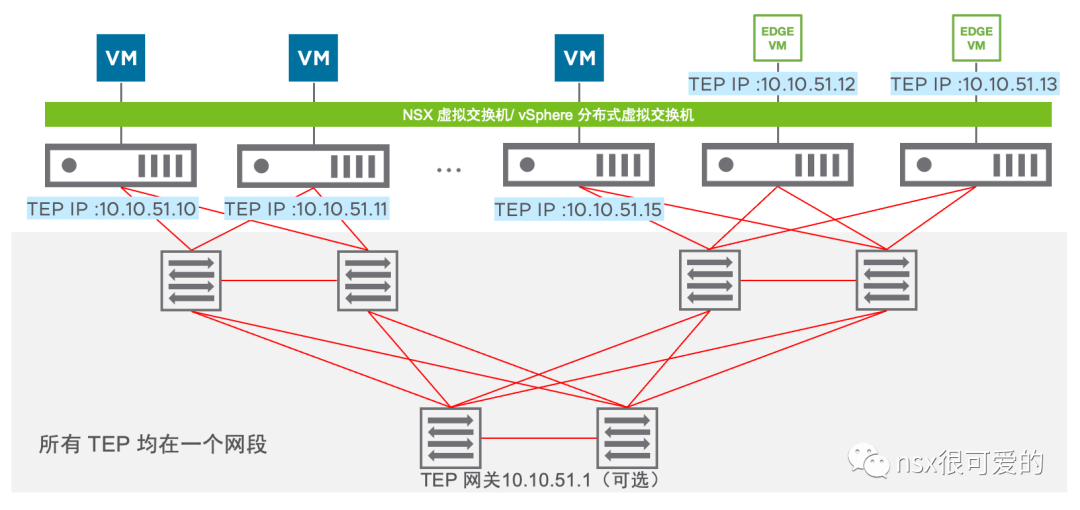 VM
VM
VM
EDGE
VM
EDGE
VM
TEP IP :10.10.51.12
TEP IP :10.10.51.13
NSX 虚拟交换机/ vSphere 分布式虚拟交换机
...
TEP IP :10.10.51.10
TEP IP :10.10.51.11
TEP IP :10.10.51.15
所有 TEP 均在一个网段
TEP 网关10.10.51.1（可选）
nsx很可爱的